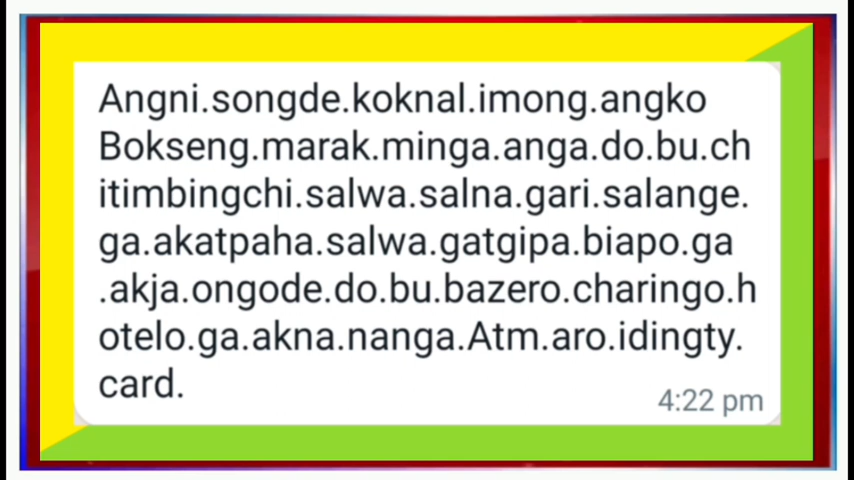 Angni.songde.koknal.imong.angko
Bokseng.marak.minga.anga.do.bu.ch
itimbingchi.salwa.salna.gari.salange.
ga.akatpaha.salwa.gatgipa.biapo.ga
.akja.ongode.do.bu.bazero.charingo.h
otelo.ga.akna.nanga.Atm.aro.idingty.
card.
4:22 pm